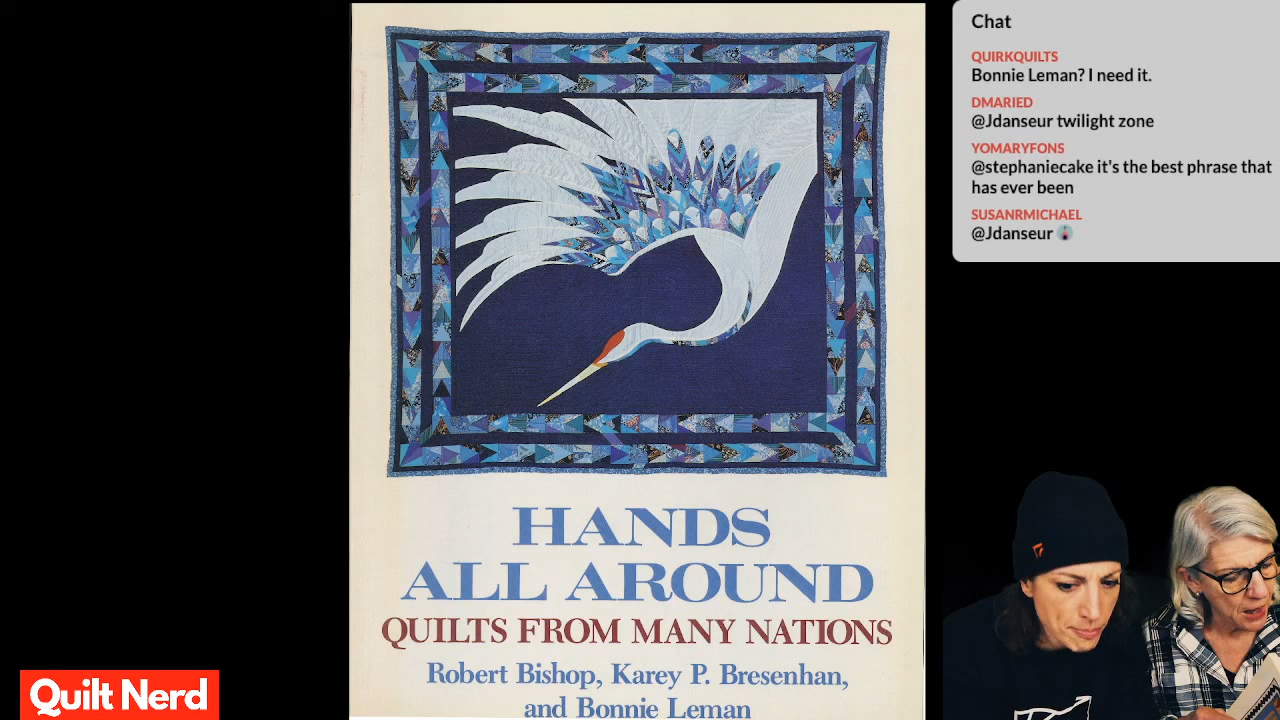 HANDS
ALL AROUND
QUILTS FROM MANY NATIONS
Robert Bishop, Karey P. Bresenhan,
and Bonnie Leman
Chat
QUIRKQUILTS
Bonnie Leman? I need it.
DMARIED
@Jdanseur twilight zone
YOMARYFONS
@stephaniecake it's the best phrase that
has ever been
SUSANRMICHAEL
@Jdanseur
Quilt Nerd